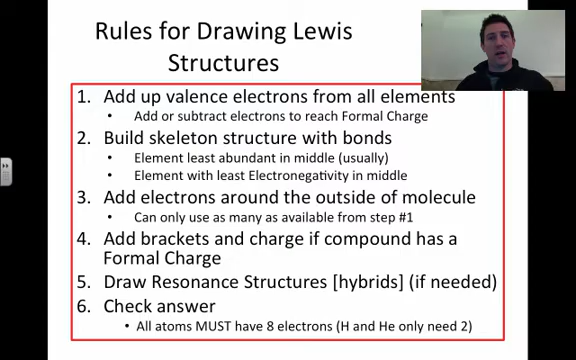 Rules for Drawing Lewis
Structures
1. Add up valence electrons from all elements
• Add or subtract electrons to reach Formal Charge
2. Build skeleton structure with bonds
• Element least abundant in middle (usually)
• Element with least Electronegativity in middle
3. Add electrons around the outside of molecule
• Can only use as many as available from step #1
4. Add brackets and charge if compound has a
Formal Charge
5. Draw Resonance Structures [hybrids] (if needed)
6. Check answer
• All atoms MUST have 8 electrons (H and He only need 2)